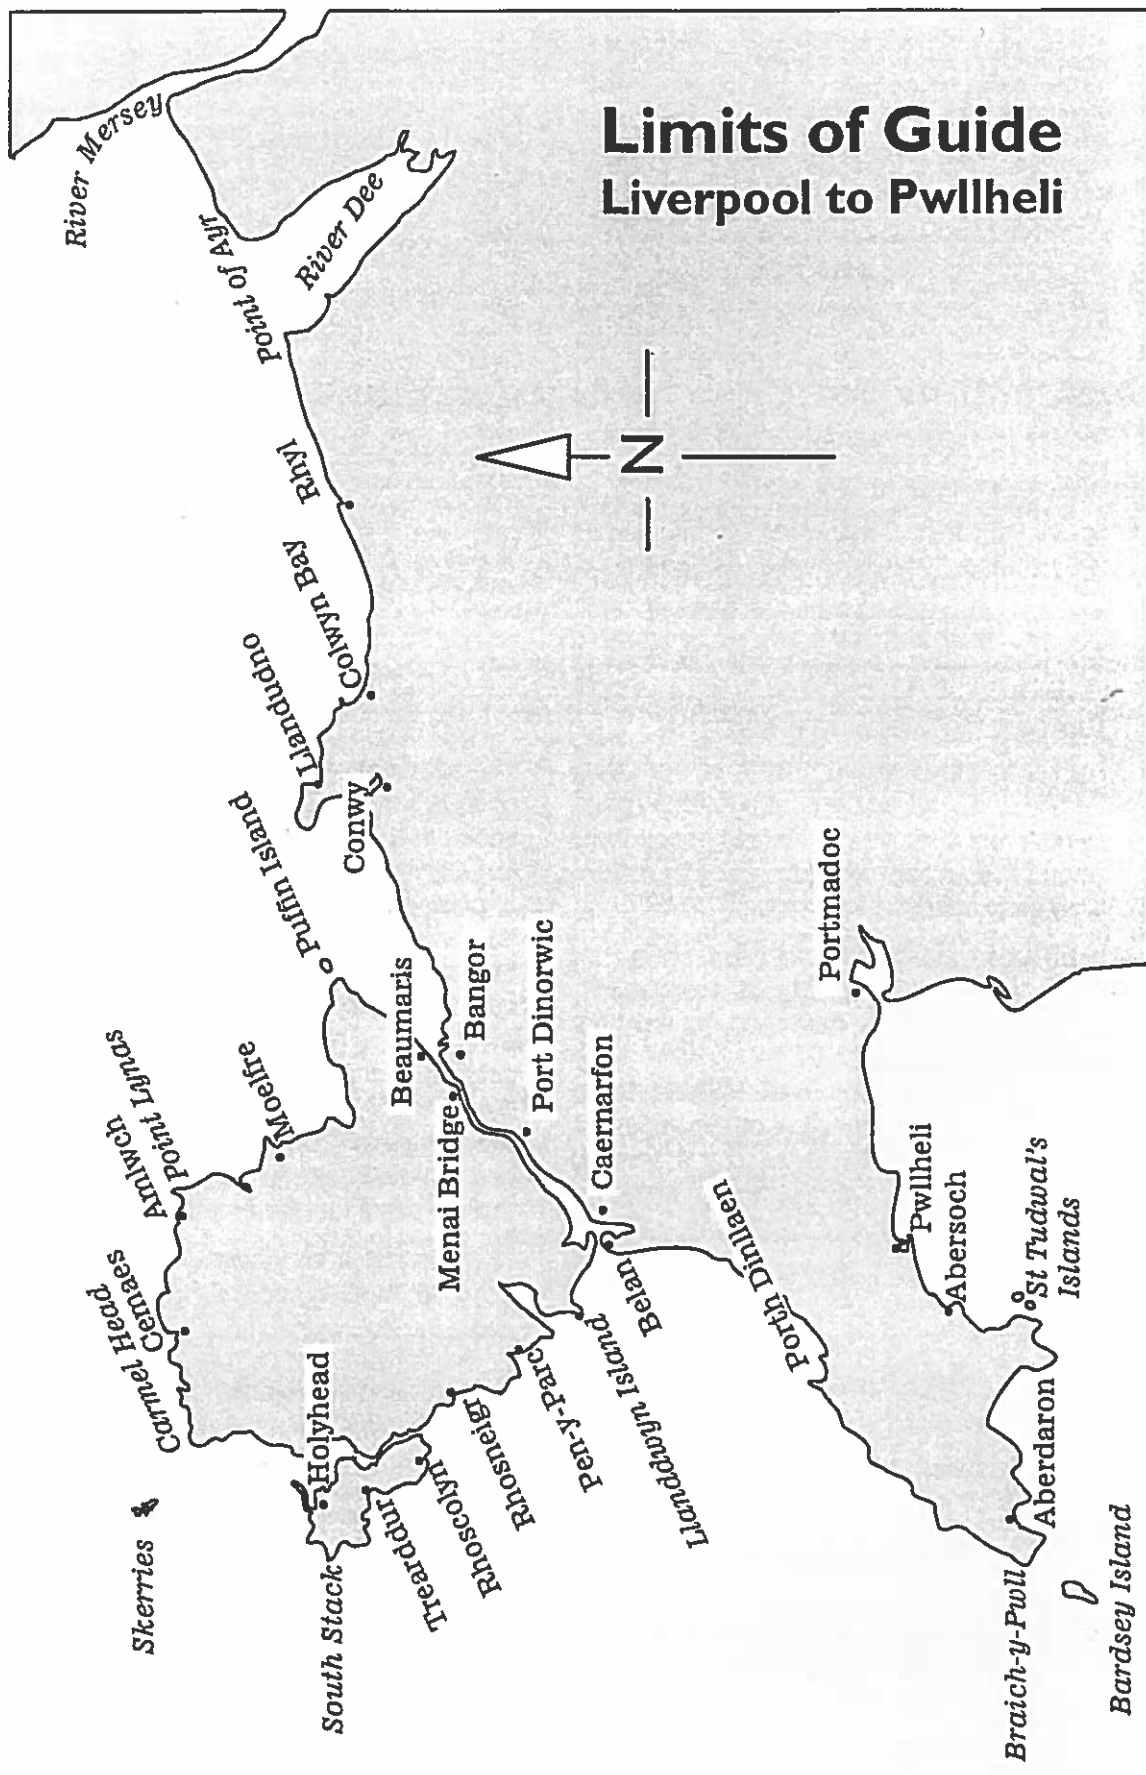 Limits of Guide
Liverpool to Pwllheli
River Mersey
Point of Ayr
River Dee
Rhyl
Colwyn Bay
Llandudno
Conwy
Puffin Island
Beaumaris
Bangor
Menai Bridge
Port Dinorwic
Caernarfon
Belan
Moelfre
Point Lynas
Amlwch
Cemaes
Carmel Head
Skerries
Holyhead
South Stack
Trearddur
Rhoscolyn
Rhosneigr
Pen-y-Parc
Llanddwyn Island
Porth Dinllaen
Portmadoc
Pwllheli
Abersoch
St Tudwal's
Islands
Aberdaron
Braich-y-Pwll
Bardsey Island
N